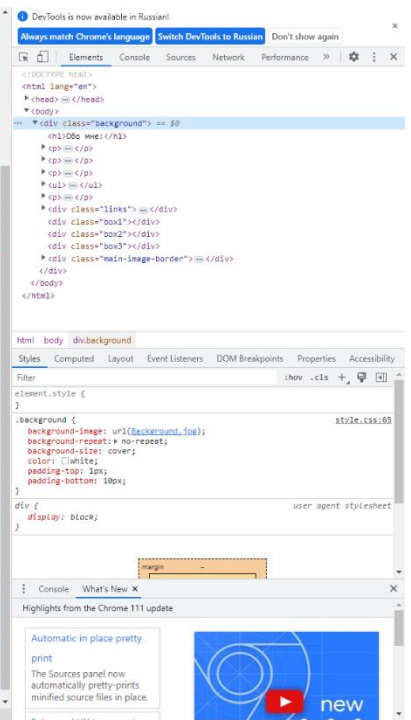 DevTools is now available in Russian!
Always match Chrome's language Switch DevTools to Russian Don't show again
Elements Console Sources Network Performance »
<!DOCTYPE html>
<html lang="en">
<head> </head>
<body>
<div class="background"> == $0
<h1>Обо мне:</h1>
<p> </p>
<p> </p>
<p> </p>
<ul> </ul>
<p> </p>
<div class="links"> </div>
<div class="box1"></div>
<div class="box2"></div>
<div class="box3"></div>
<div class="main-image-border"> </div>
</div>
</body>
</html>
html body div.background
Styles Computed Layout Event Listeners DOM Breakpoints Properties Accessibility
Filter :hov .cls +
element.style {
}
.background { style.css:65
background-image: url(Background.jpg);
background-repeat: no-repeat;
background-size: cover;
color: white;
padding-top: 1px;
padding-bottom: 10px;
}
div { user agent stylesheet
display: block;
}
margin –
Console What's New ×
Highlights from the Chrome 111 update
Automatic in place pretty
print
The Sources panel now
automatically pretty-prints
minified source files in place.
new